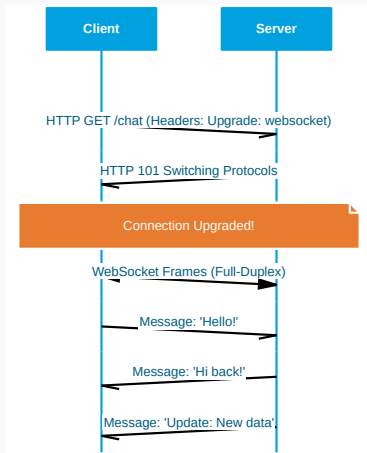 Client
Server
HTTP GET /chat (Headers: Upgrade: websocket)
HTTP 101 Switching Protocols
Connection Upgraded!
WebSocket Frames (Full-Duplex)
Message: 'Hello!'
Message: 'Hi back!'
Message: 'Update: New data'